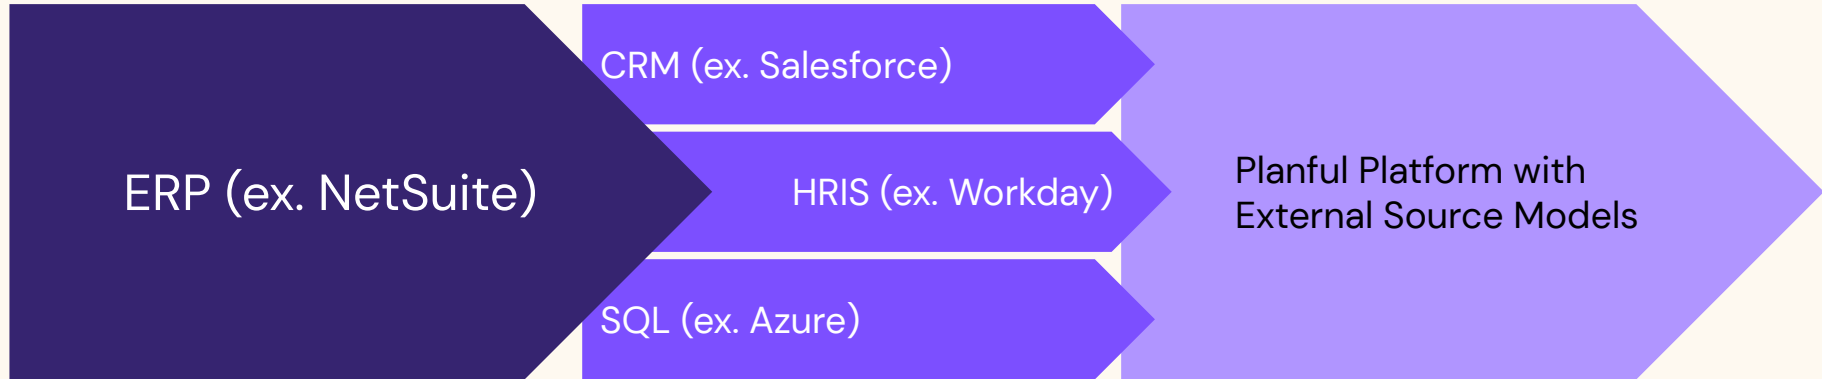 ERP (ex. NetSuite)
CRM (ex. Salesforce)
HRIS (ex. Workday)
SQL (ex. Azure)
Planful Platform with
External Source Models